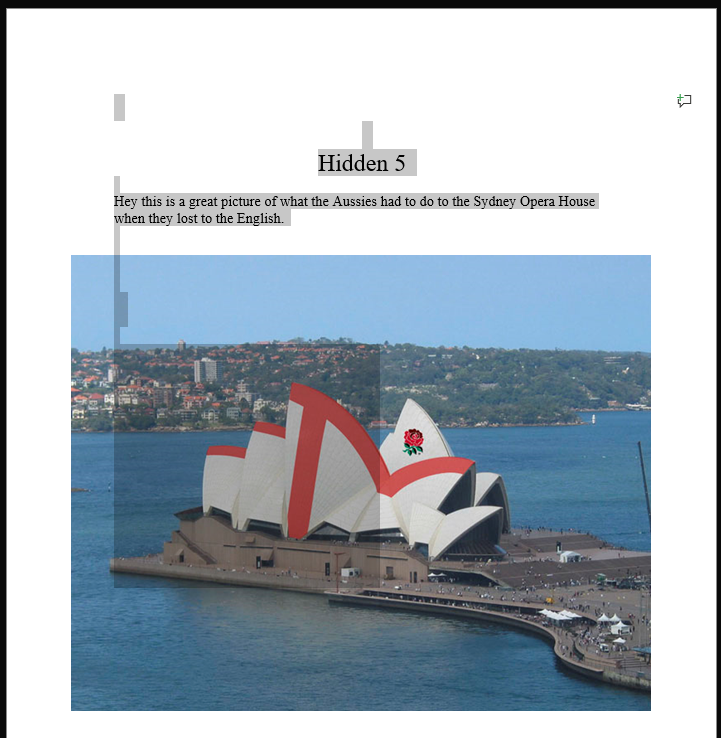 Hidden 5
Hey this is a great picture of what the Aussies had to do to the Sydney Opera House
when they lost to the English.